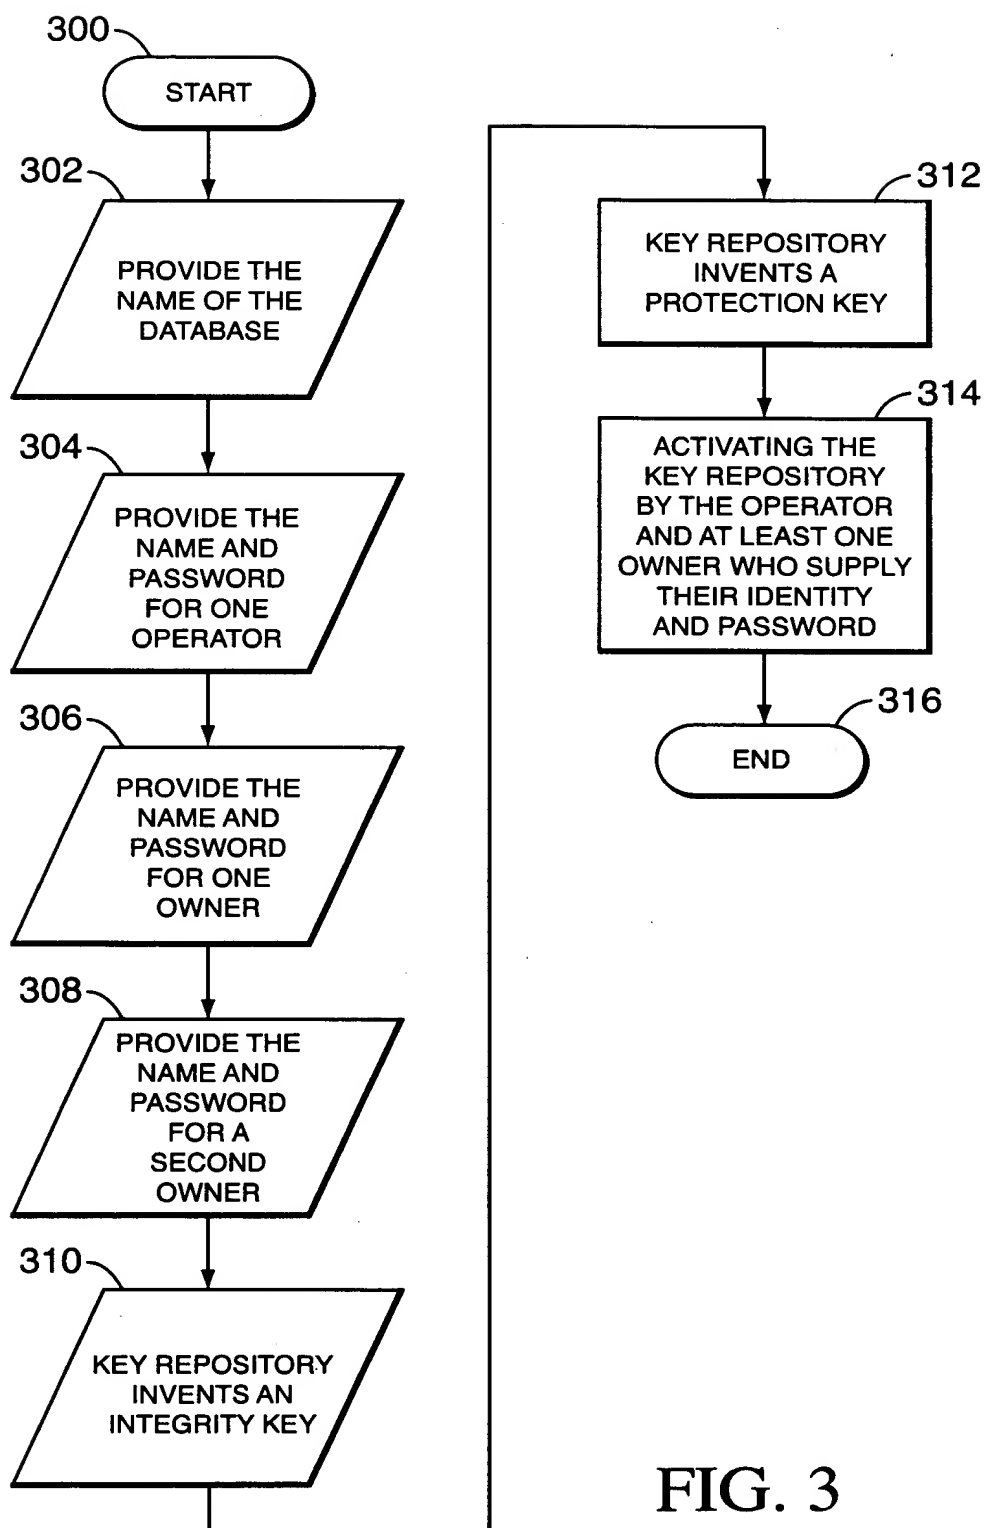 300
START
302
PROVIDE THE
NAME OF THE
DATABASE
304
PROVIDE THE
NAME AND
PASSWORD
FOR ONE
OPERATOR
306
PROVIDE THE
NAME AND
PASSWORD
FOR ONE
OWNER
308
PROVIDE THE
NAME AND
PASSWORD
FOR A
SECOND
OWNER
310
KEY REPOSITORY
INVENTS AN
INTEGRITY KEY
312
KEY REPOSITORY
INVENTS A
PROTECTION KEY
314
ACTIVATING THE
KEY REPOSITORY
BY THE OPERATOR
AND AT LEAST ONE
OWNER WHO SUPPLY
THEIR IDENTITY
AND PASSWORD
316
END
FIG. 3